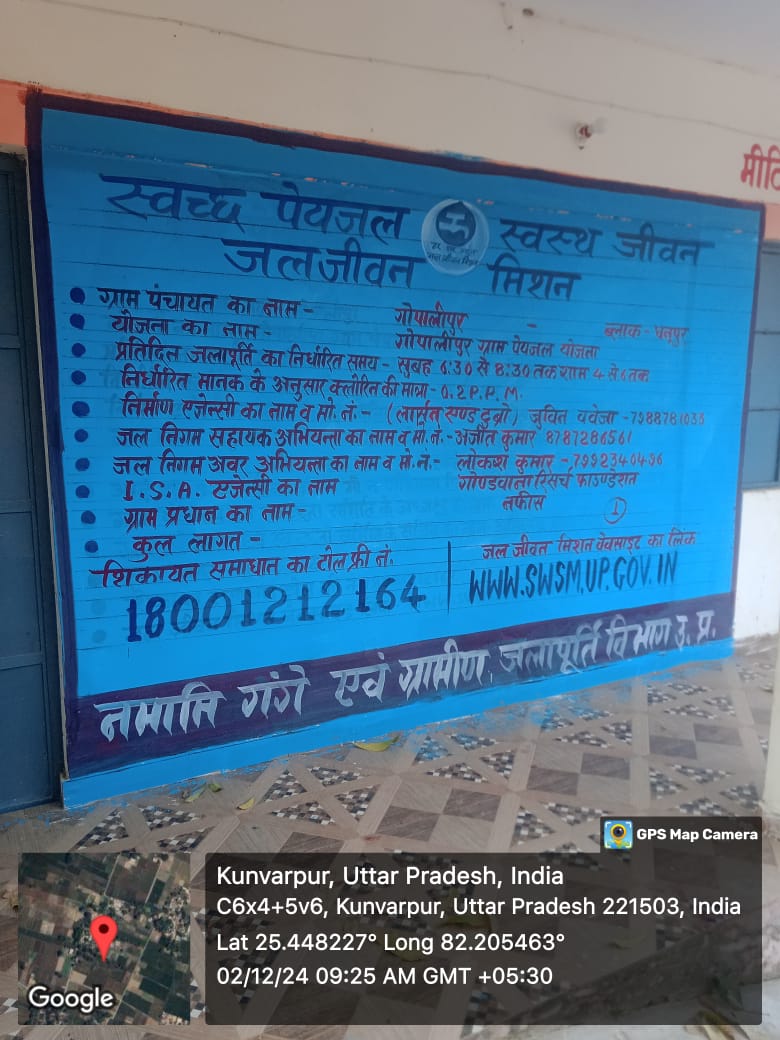 मीटिं
स्वच्छ पेयजल स्वस्थ जीवन
जलजीवन मिशन
ग्राम पंचायत का नाम - गोपालीपुर - ब्लाक - धनुपुर
योजना का नाम - गोपालीपुर ग्राम पेयजल योजना
प्रतिदिन जलापूर्ति का निर्धारित समय - सुबह 6:30 से 8:30 तक शाम 4 से 6 तक
निर्धारित मानक के अनुसार क्लोरिन की मात्रा - 0.2 P.P.M.
निर्माण एजेन्सी का नाम व मो. नं. - (लार्सन एण्ड टुब्रो)
जल निगम सहायक अभियन्ता का नाम व मो. नं. - अजीत कुमार 8787286561
जल निगम अवर अभियन्ता का नाम व मो. नं. - लोकेश कुमार - 7992340496
I.S.A. एजेन्सी का नाम गोण्डवाना रिसर्च फाउण्डेशन
ग्राम प्रधान का नाम - नफीस
कुल लागत -
शिकायत समाधान का टोल फ्री नं.
18001212164
जल जीवन मिशन वेबसाइट का लिंक
WWW.SWSM.UP.GOV.IN
नमामि गंगे एवं ग्रामीण जलापूर्ति विभाग उ. प्र.
GPS Map Camera
Kunvarpur, Uttar Pradesh, India
C6x4+5v6, Kunvarpur, Uttar Pradesh 221503, India
Lat 25.448227° Long 82.205463°
02/12/24 09:25 AM GMT +05:30
Google